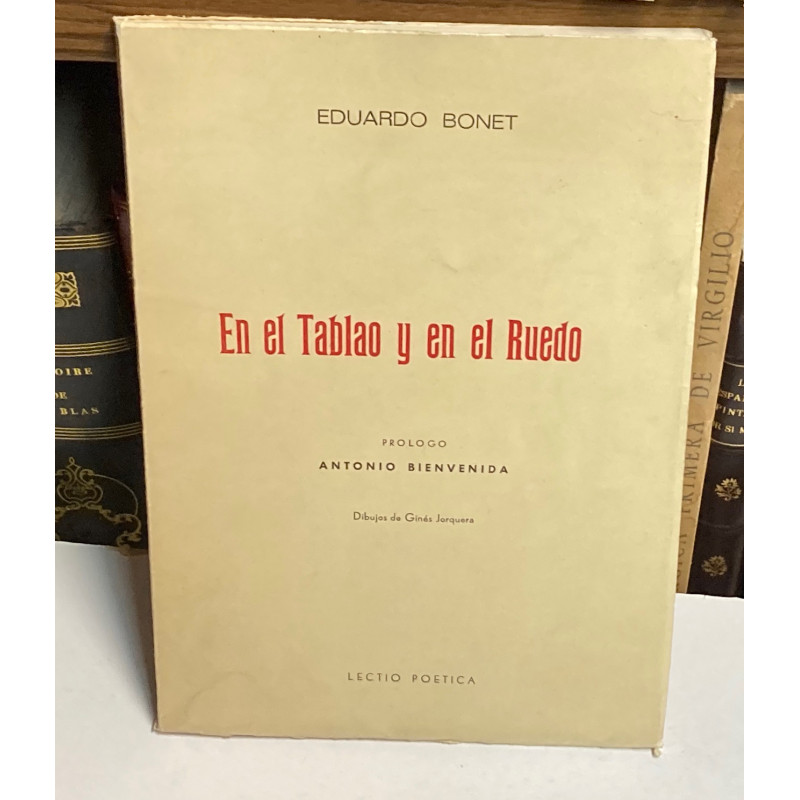 EDUARDO BONET
En el Tablao y en el Ruedo
PROLOGO
ANTONIO BIENVENIDA
Dibujos de Ginés Jorquera
LECTIO POETICA
OIRE
DE
BLAS
DE VIRGILIO